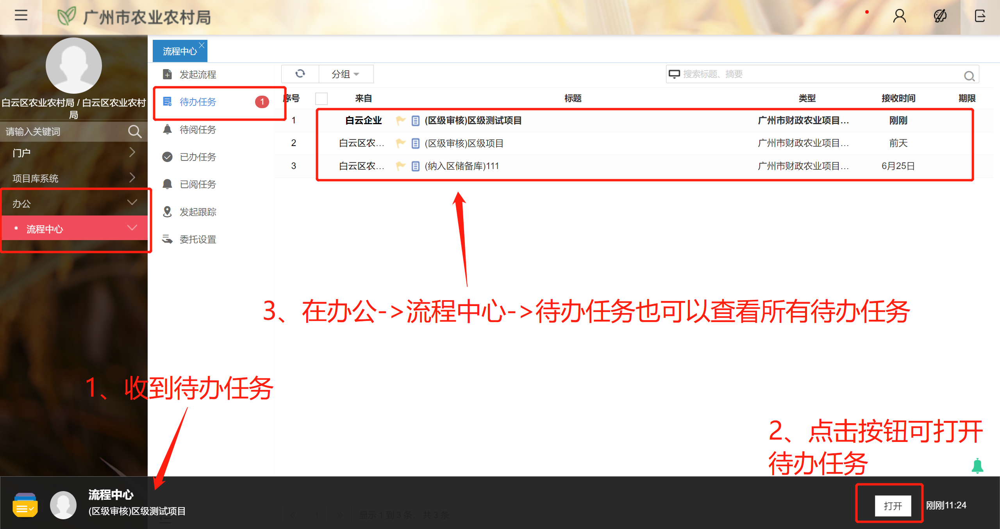 广州市农业农村局
白云区农业农村局 / 白云区农业农村
局
请输入关键词
门户
项目库系统
办公
流程中心
流程中心
发起流程
待办任务 1
待阅任务
已办任务
已阅任务
发起跟踪
委托设置
分组
搜索标题、摘要
序号 来自 标题 类型 接收时间 期限
1 白云企业 (区级审核)区级测试项目 广州市财政农业项目... 刚刚
2 白云区农... (区级审核)区级项目 广州市财政农业项目... 前天
3 白云区农... (纳入区储备库)111 广州市财政农业项目... 6月25日
3、在办公->流程中心->待办任务也可以查看所有待办任务
1、收到待办任务
2、点击按钮可打开
待办任务
流程中心
(区级审核)区级测试项目
« 1 » 显示 1 到 3 条, 共 3 条
打开 刚刚11:24